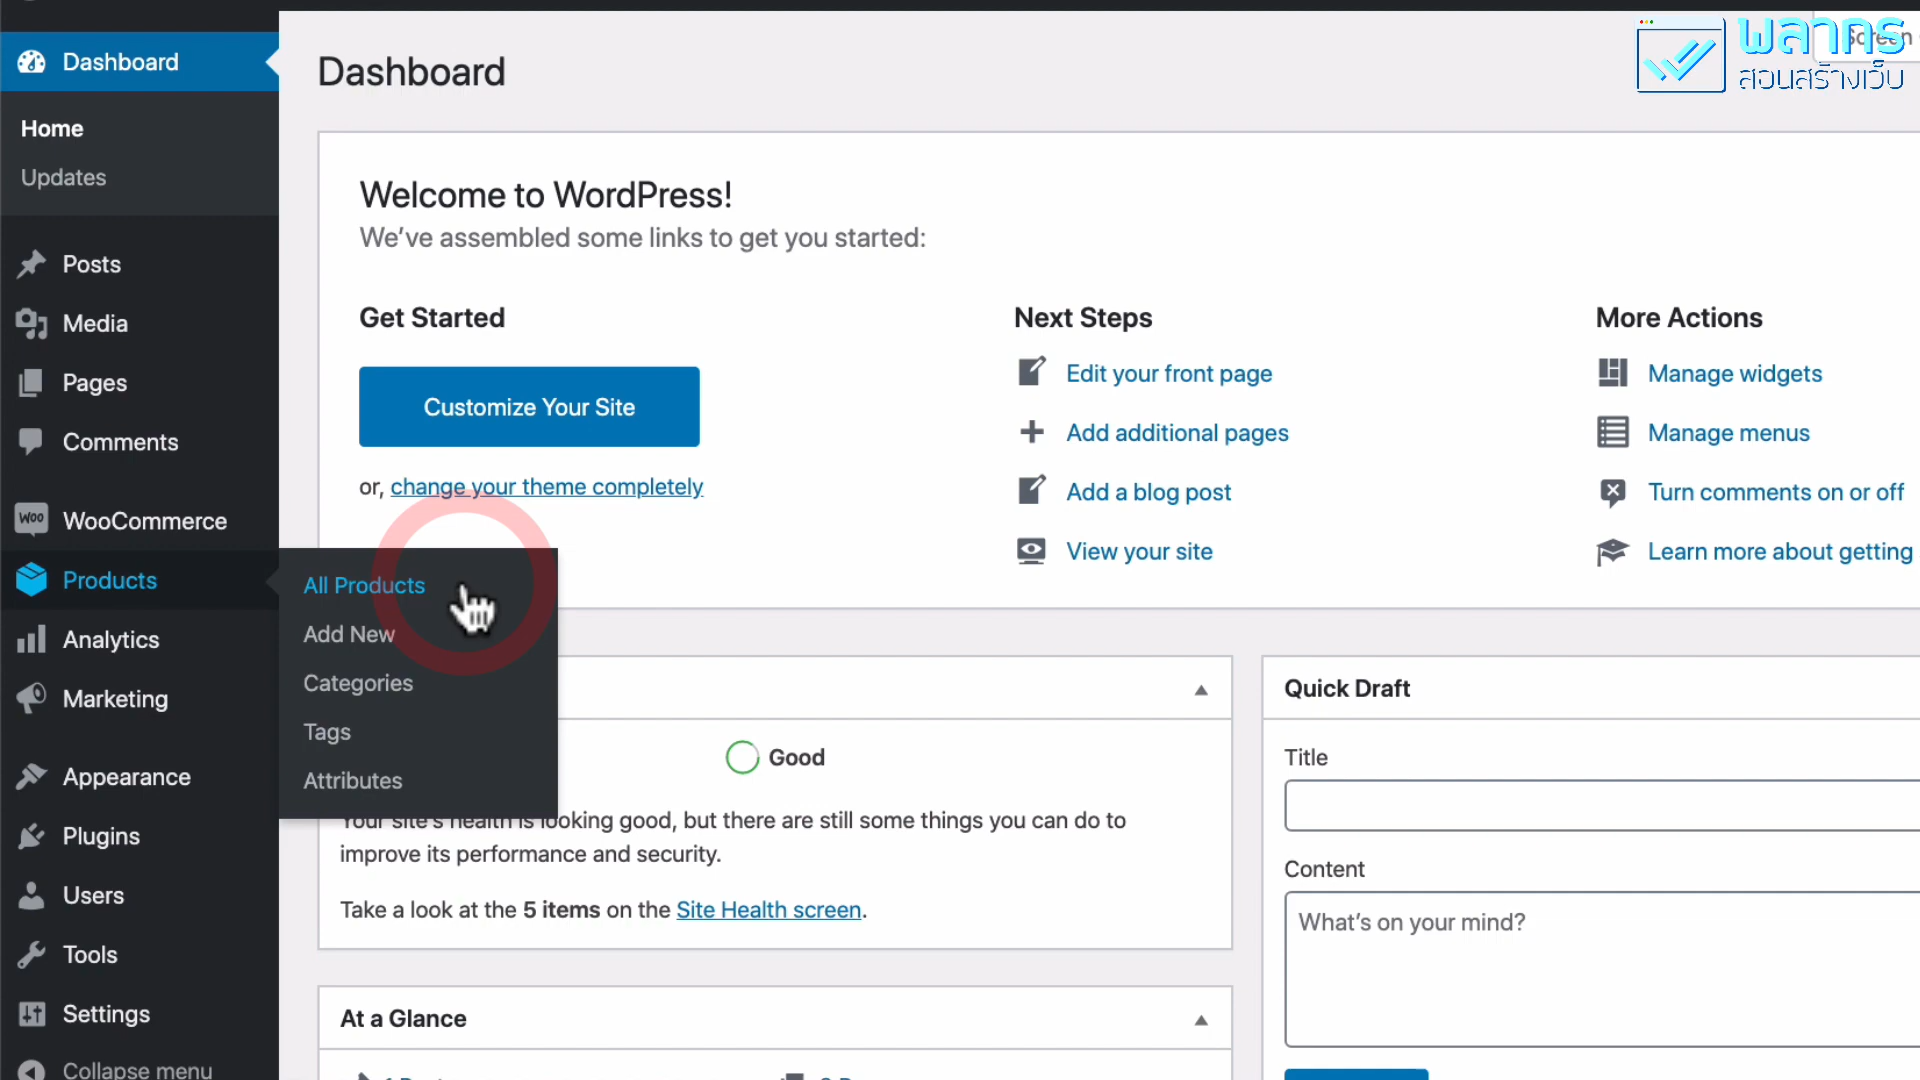 Dashboard
Home
Updates
Posts
Media
Pages
Comments
Woo
WooCommerce
Products
Analytics
Marketing
Appearance
Plugins
Users
Tools
Settings
Collapse menu
All Products
Add New
Categories
Tags
Attributes
Dashboard
Screen
พลากร
สอนสร้างเว็บ
Welcome to WordPress!
We've assembled some links to get you started:
Get Started
Customize Your Site
or, change your theme completely
Next Steps
Edit your front page
Add additional pages
Add a blog post
View your site
More Actions
Manage widgets
Manage menus
Turn comments on or off
Learn more about getting
Good
Your site's health is looking good, but there are still some things you can do to
improve its performance and security.
Take a look at the 5 items on the Site Health screen.
At a Glance
Quick Draft
Title
Content
What's on your mind?